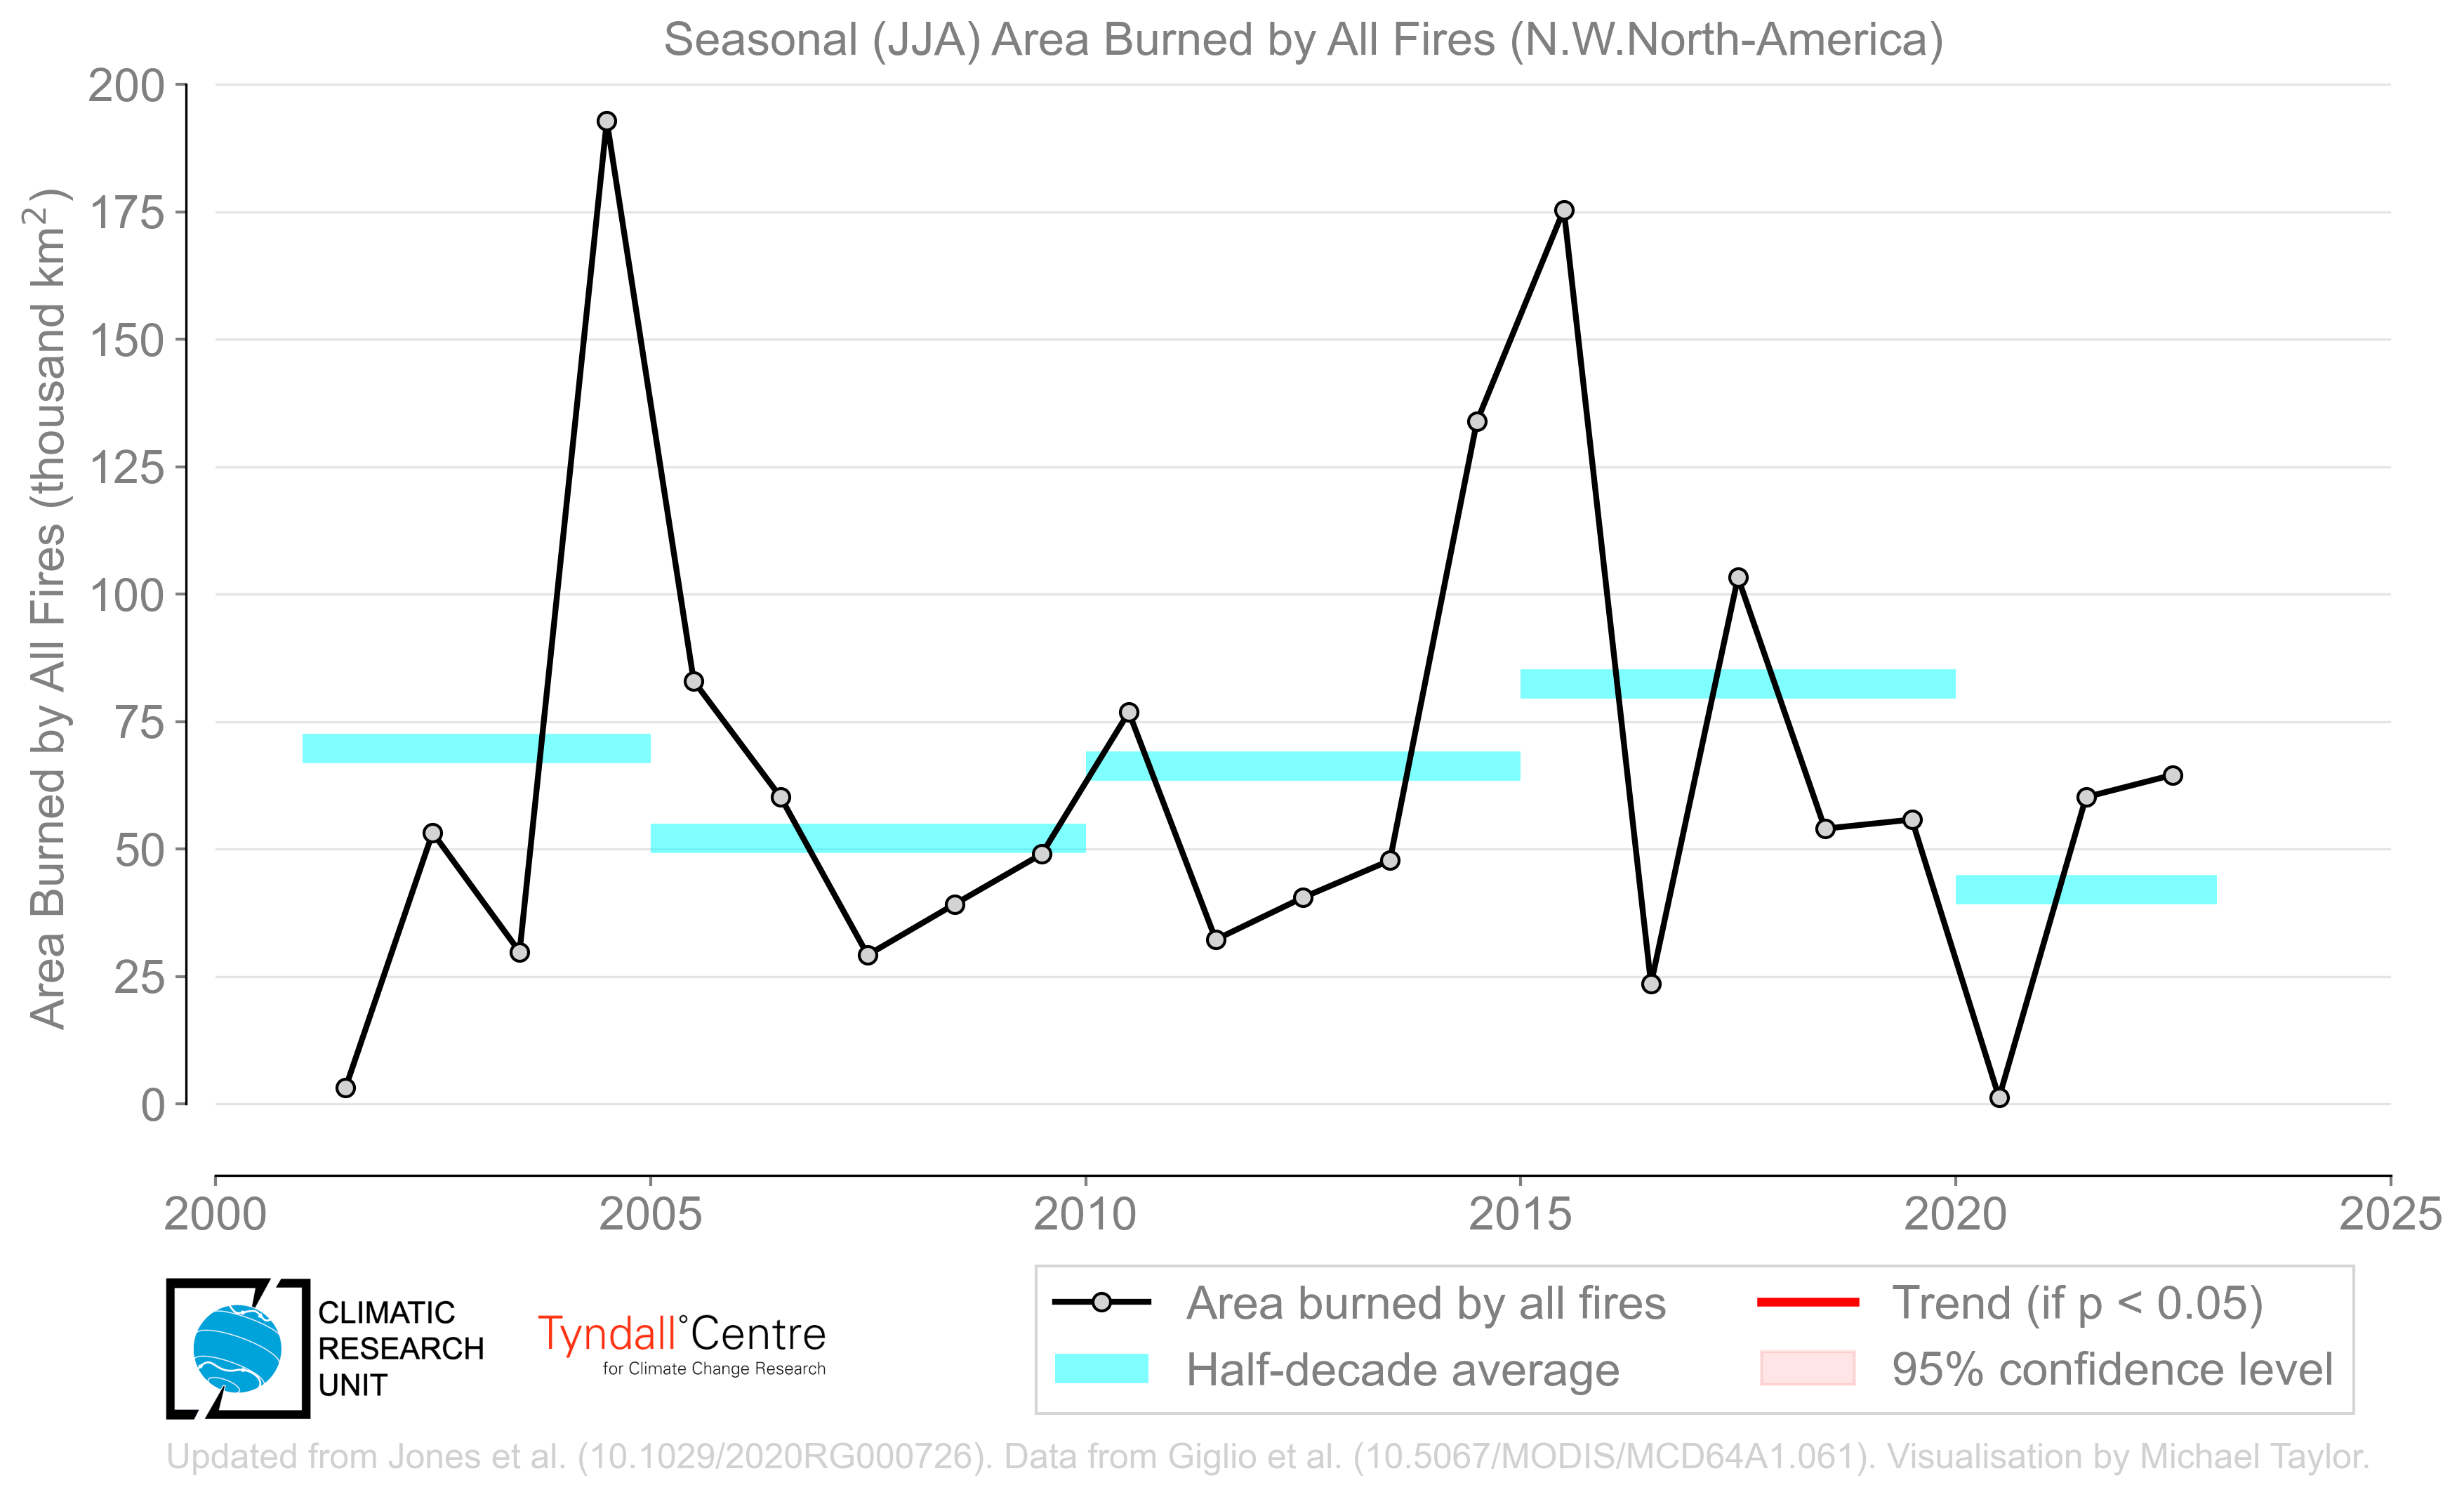 Seasonal (JJA) Area Burned by All Fires (N.W.North-America)
Area Burned by All Fires (thousand km²)
200
175
150
125
100
75
50
25
0
2000 2005 2010 2015 2020 2025
CLIMATIC
RESEARCH
UNIT
Tyndall°Centre
for Climate Change Research
Area burned by all fires
Half-decade average
Trend (if p < 0.05)
95% confidence level
Updated from Jones et al. (10.1029/2020RG000726). Data from Giglio et al. (10.5067/MODIS/MCD64A1.061). Visualisation by Michael Taylor.